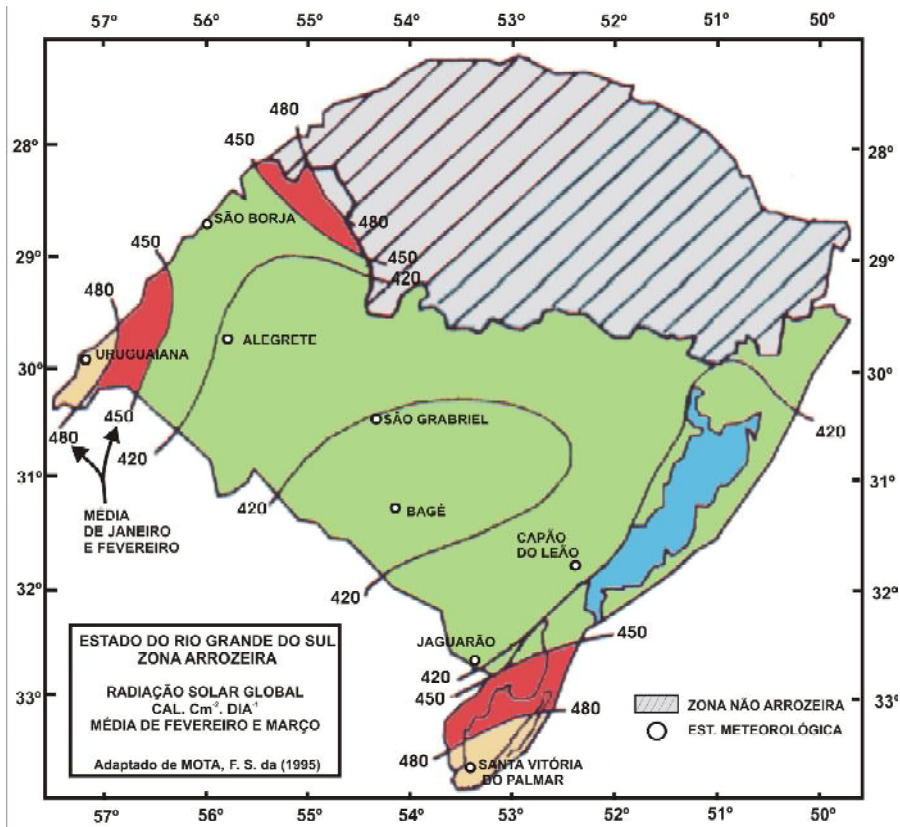 57º 56º 55º 54º 53º 52º 51º 50º
480
450
28º
28º
SÃO BORJA
480
450
29º
450
420
29º
480
ALEGRETE
URUGUAIANA
30º
30º
450
480
SÃO GRABRIEL
420
420
31º
31º
420
BAGÉ
MÉDIA
DE JANEIRO
E FEVEREIRO
CAPÃO
DO LEÃO
420
32º
32º
JAGUARÃO
450
420
450
33º
33º
480
480
SANTA VITÓRIA
DO PALMAR
ESTADO DO RIO GRANDE DO SUL
ZONA ARROZEIRA
RADIAÇÃO SOLAR GLOBAL
CAL. Cm⁻². DIA⁻¹
MÉDIA DE FEVEREIRO E MARÇO
Adaptado de MOTA, F. S. da (1995)
ZONA NÃO ARROZEIRA
EST. METEOROLÓGICA
57º 56º 55º 54º 53º 52º 51º 50º